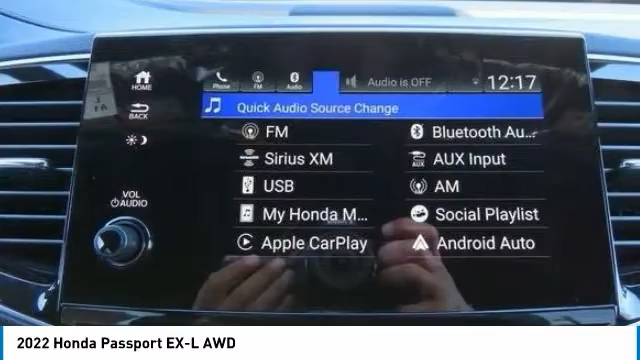 Phone
FM
Audio
Audio is OFF
12:17
HOME
Quick Audio Source Change
BACK
FM
Bluetooth Au...
Sirius XM
AUX
AUX Input
USB
AM
VOL
AUDIO
My Honda M...
Social Playlist
Apple CarPlay
Android Auto
2022 Honda Passport EX-L AWD